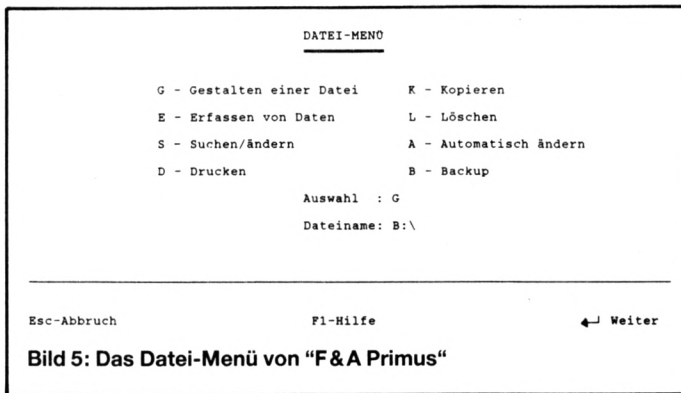 DATEI-MENÜ
G - Gestalten einer Datei K - Kopieren
E - Erfassen von Daten L - Löschen
S - Suchen/ändern A - Automatisch ändern
D - Drucken B - Backup
Auswahl : G
Dateiname: B:\
Esc-Abbruch F1-Hilfe ↵ Weiter
Bild 5: Das Datei-Menü von “F&A Primus“